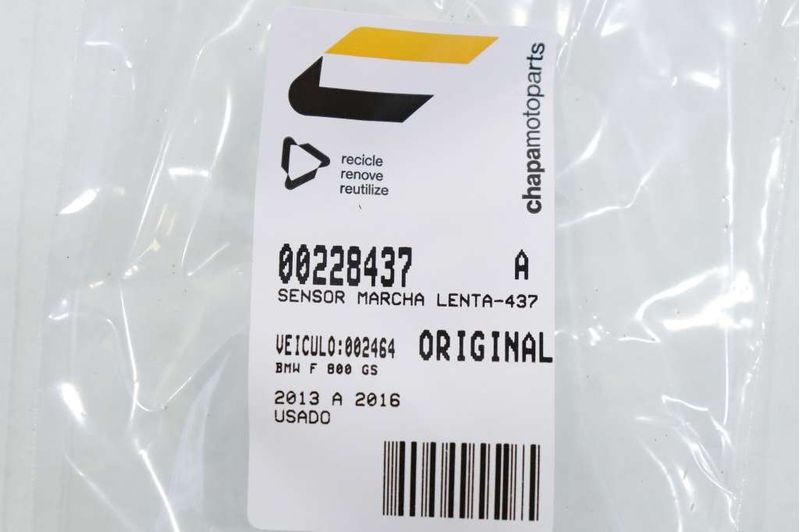 chapamotoparts
recicle
renove
reutilize
00228437 A
SENSOR MARCHA LENTA-437
VEICULO:002464 ORIGINAL
BMW F 800 GS
2013 A 2016
USADO